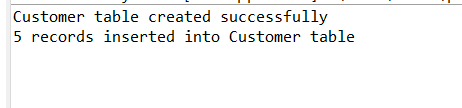 Customer table created successfully
5 records inserted into Customer table